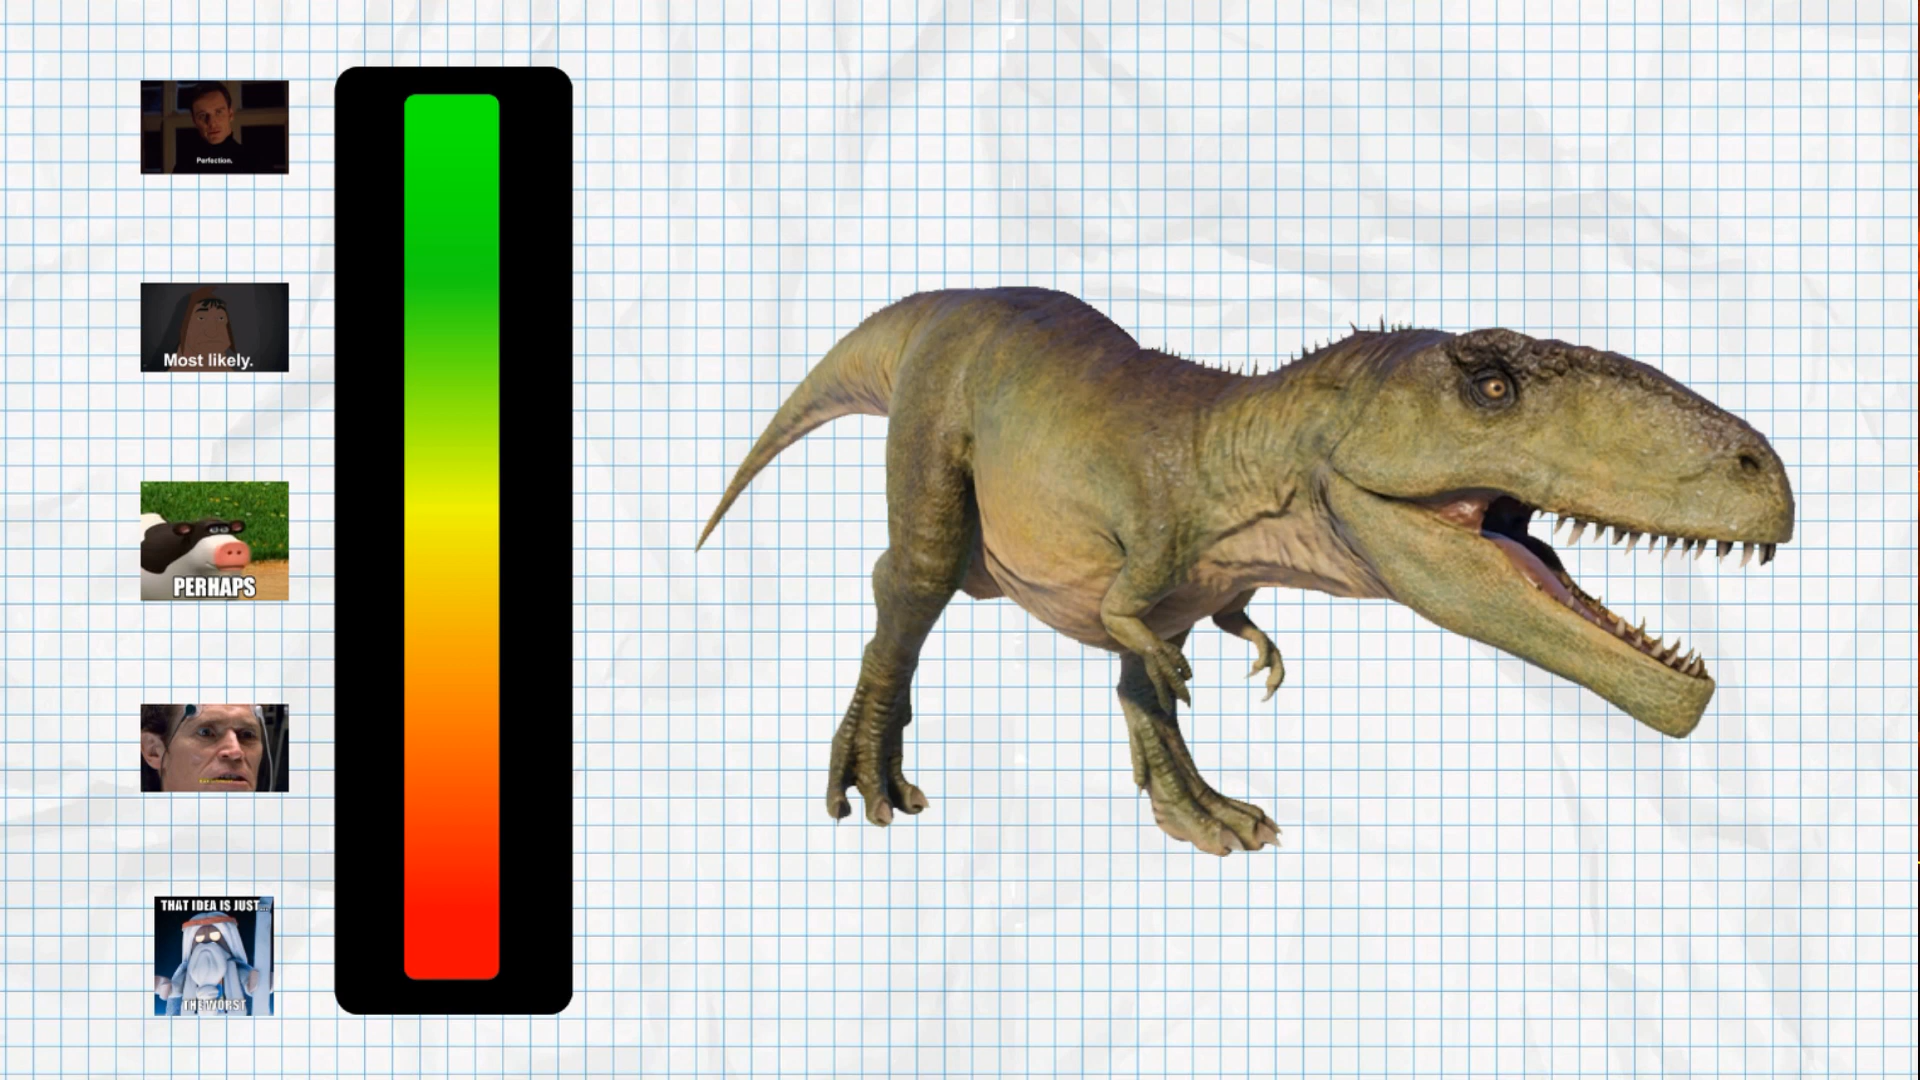 Perfection.
Most likely.
PERHAPS
THAT IDEA IS JUST...
THE WORST